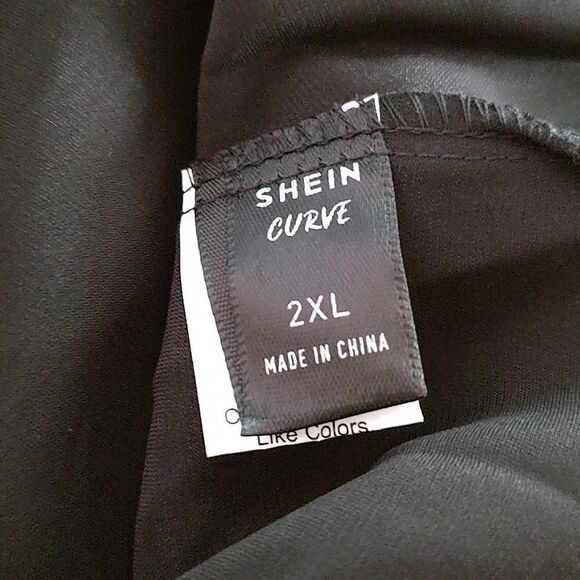 SHEIN
CURVE
2XL
MADE IN CHINA
Like Colors